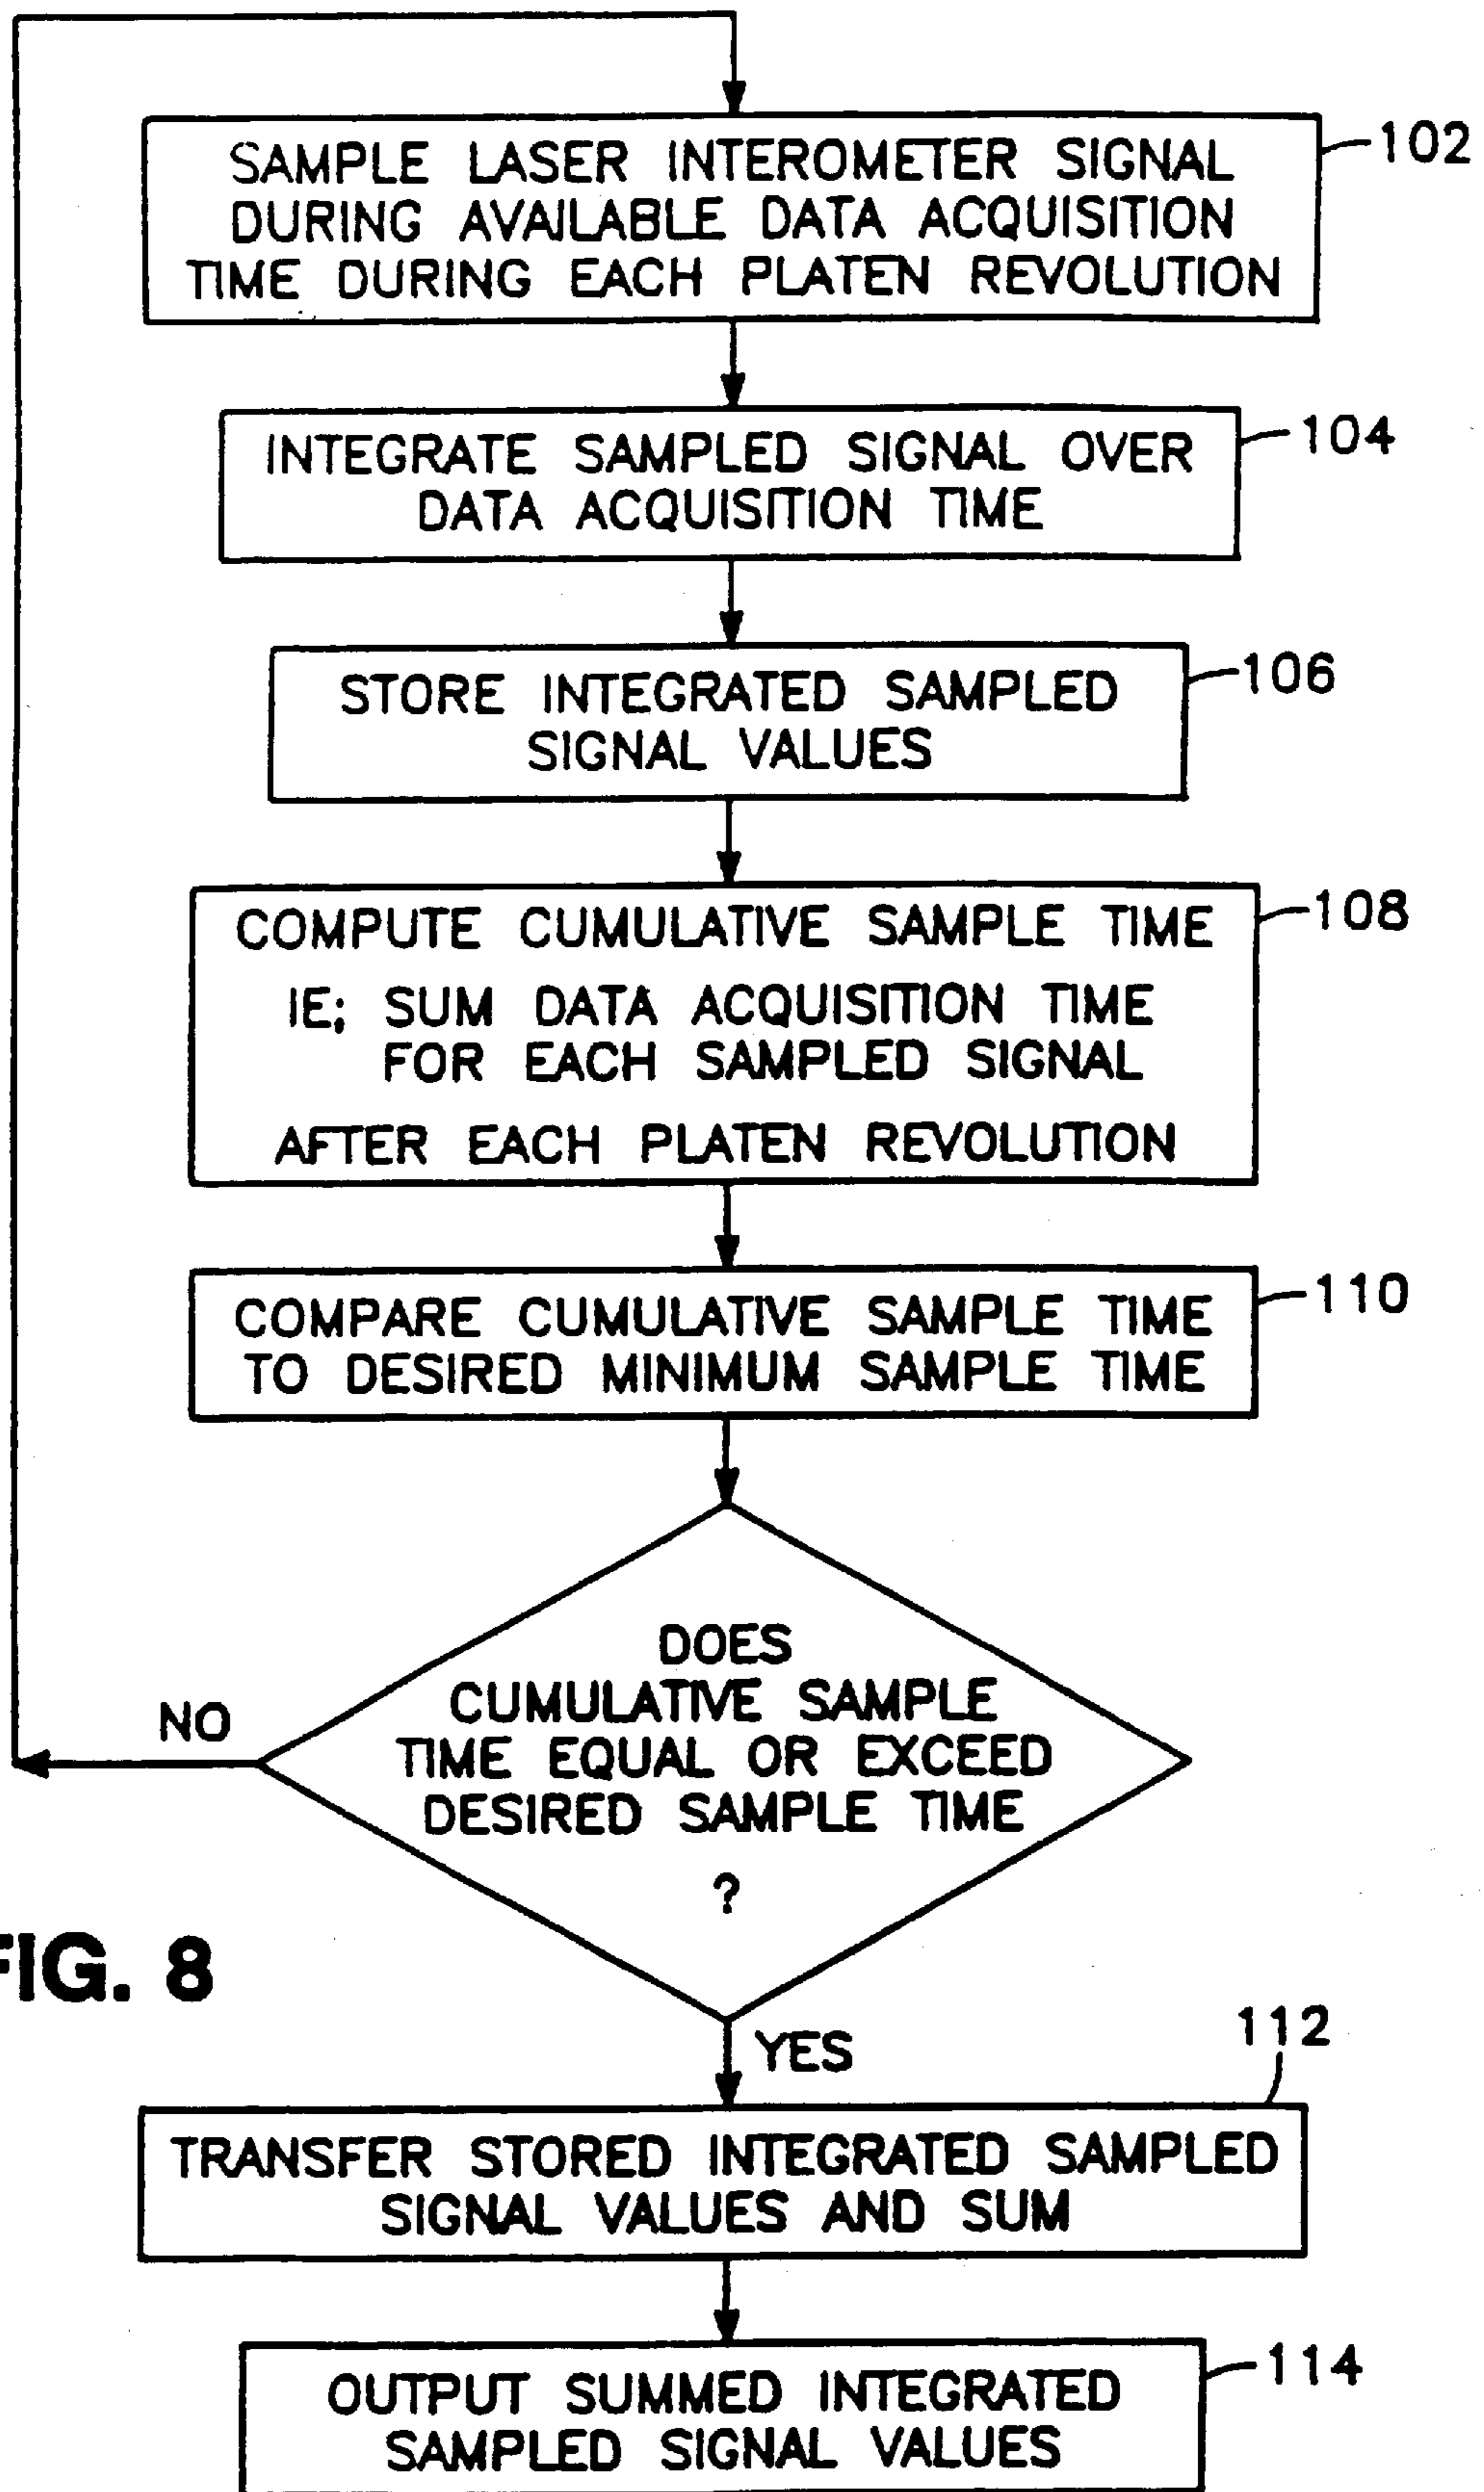 SAMPLE LASER INTEROMETER SIGNAL
DURING AVAILABLE DATA ACQUISITION
TIME DURING EACH PLATEN REVOLUTION
102
INTEGRATE SAMPLED SIGNAL OVER
DATA ACQUISITION TIME
104
STORE INTEGRATED SAMPLED
SIGNAL VALUES
106
COMPUTE CUMULATIVE SAMPLE TIME
IE; SUM DATA ACQUISITION TIME
FOR EACH SAMPLED SIGNAL
AFTER EACH PLATEN REVOLUTION
108
COMPARE CUMULATIVE SAMPLE TIME
TO DESIRED MINIMUM SAMPLE TIME
110
DOES
CUMULATIVE SAMPLE
TIME EQUAL OR EXCEED
DESIRED SAMPLE TIME
?
NO
FIG. 8
YES
112
TRANSFER STORED INTEGRATED SAMPLED
SIGNAL VALUES AND SUM
OUTPUT SUMMED INTEGRATED
SAMPLED SIGNAL VALUES
114